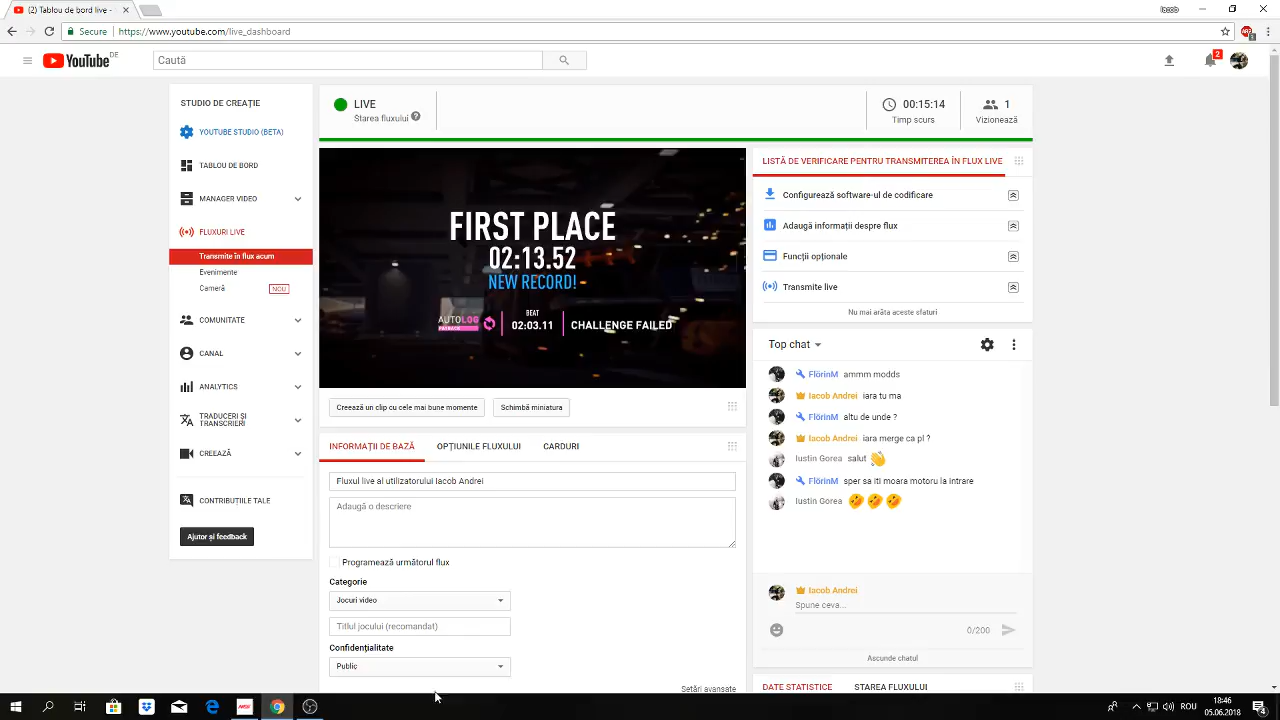 (2) Tablou de bord live -
Iacob
Secure
https://www.youtube.com/live_dashboard
ABP
YouTube DE
Caută
2
STUDIO DE CREAȚIE
YOUTUBE STUDIO (BETA)
TABLOU DE BORD
MANAGER VIDEO
FLUXURI LIVE
Transmite în flux acum
Evenimente
Cameră NOU
COMUNITATE
CANAL
ANALYTICS
TRADUCERI ȘI
TRANSCRIERI
CREEAZĂ
CONTRIBUȚIILE TALE
Ajutor și feedback
LIVE
Starea fluxului
00:15:14
Timp scurs
1
Vizionează
FIRST PLACE
02:13.52
NEW RECORD!
AUTOLOG
PLAYBACK
BEAT
02:03.11
CHALLENGE FAILED
Creează un clip cu cele mai bune momente
Schimbă miniatura
INFORMAȚII DE BAZĂ
OPȚIUNILE FLUXULUI
CARDURI
Fluxul live al utilizatorului Iacob Andrei
Adaugă o descriere
Programează următorul flux
Categorie
Jocuri video
Titlul jocului (recomandat)
Confidențialitate
Public
Setări avansate
LISTĂ DE VERIFICARE PENTRU TRANSMITEREA ÎN FLUX LIVE
Configurează software-ul de codificare
Adaugă informații despre flux
Funcții opționale
Transmite live
Nu mai arăta aceste sfaturi
Top chat
FlörinM ammm modds
Iacob Andrei iara tu ma
FlörinM altu de unde ?
Iacob Andrei iara merge ca pl ?
Iustin Gorea salut
FlörinM sper sa iti moara motoru la intrare
Iustin Gorea
Iacob Andrei
Spune ceva...
0/200
Ascunde chatul
DATE STATISTICE
STAREA FLUXULUI
ROU
18:46
05.06.2018